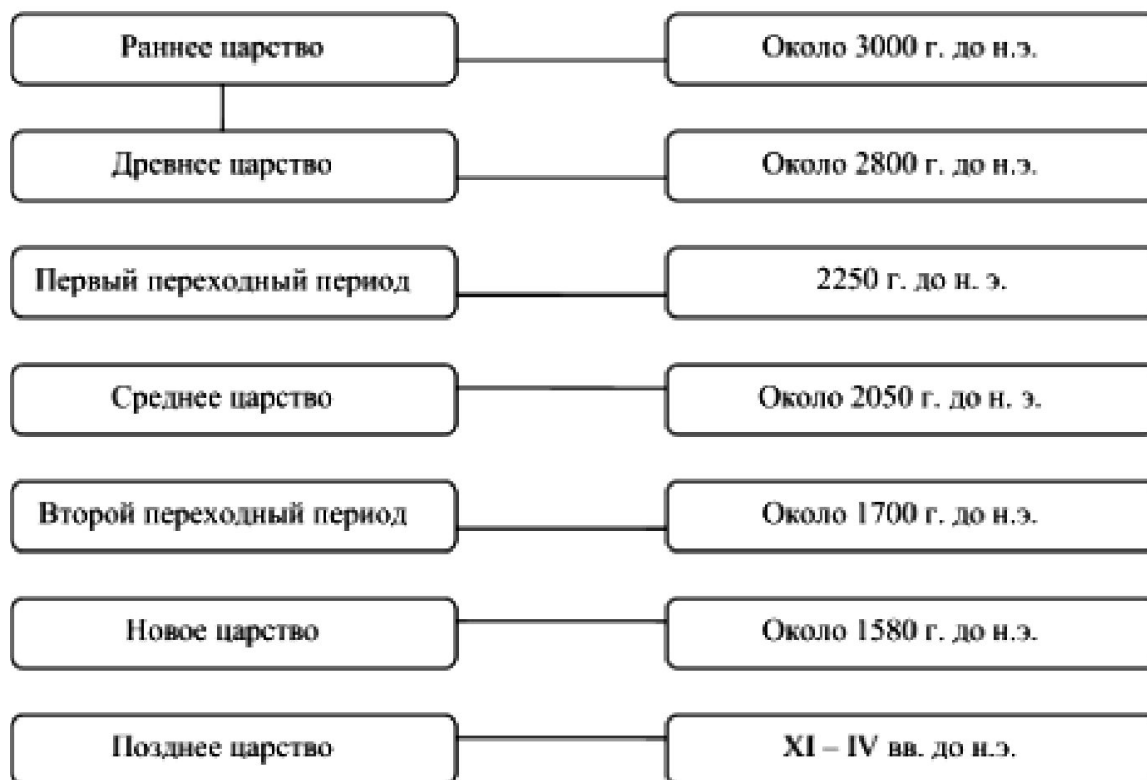 Раннее царство
Около 3000 г. до н.э.
Древнее царство
Около 2800 г. до н.э.
Первый переходный период
2250 г. до н. э.
Среднее царство
Около 2050 г. до н. э.
Второй переходный период
Около 1700 г. до н.э.
Новое царство
Около 1580 г. до н.э.
Позднее царство
XI – IV вв. до н.э.